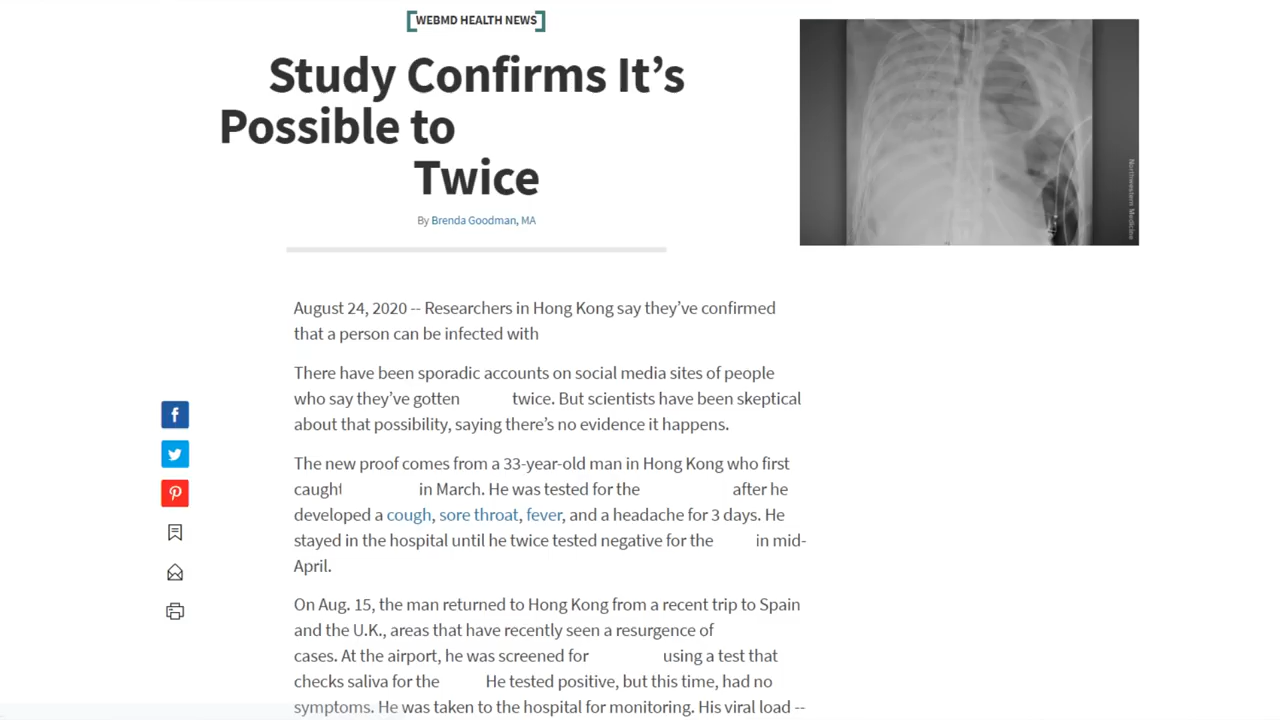 WEBMD HEALTH NEWS
Study Confirms It's
Possible to
Twice
By Brenda Goodman, MA
Northwestern Medicine
August 24, 2020 -- Researchers in Hong Kong say they've confirmed
that a person can be infected with
There have been sporadic accounts on social media sites of people
who say they've gotten twice. But scientists have been skeptical
about that possibility, saying there's no evidence it happens.
The new proof comes from a 33-year-old man in Hong Kong who first
caught in March. He was tested for the after he
developed a cough, sore throat, fever, and a headache for 3 days. He
stayed in the hospital until he twice tested negative for the in mid-
April.
On Aug. 15, the man returned to Hong Kong from a recent trip to Spain
and the U.K., areas that have recently seen a resurgence of
cases. At the airport, he was screened for using a test that
checks saliva for the He tested positive, but this time, had no
symptoms. He was taken to the hospital for monitoring. His viral load --